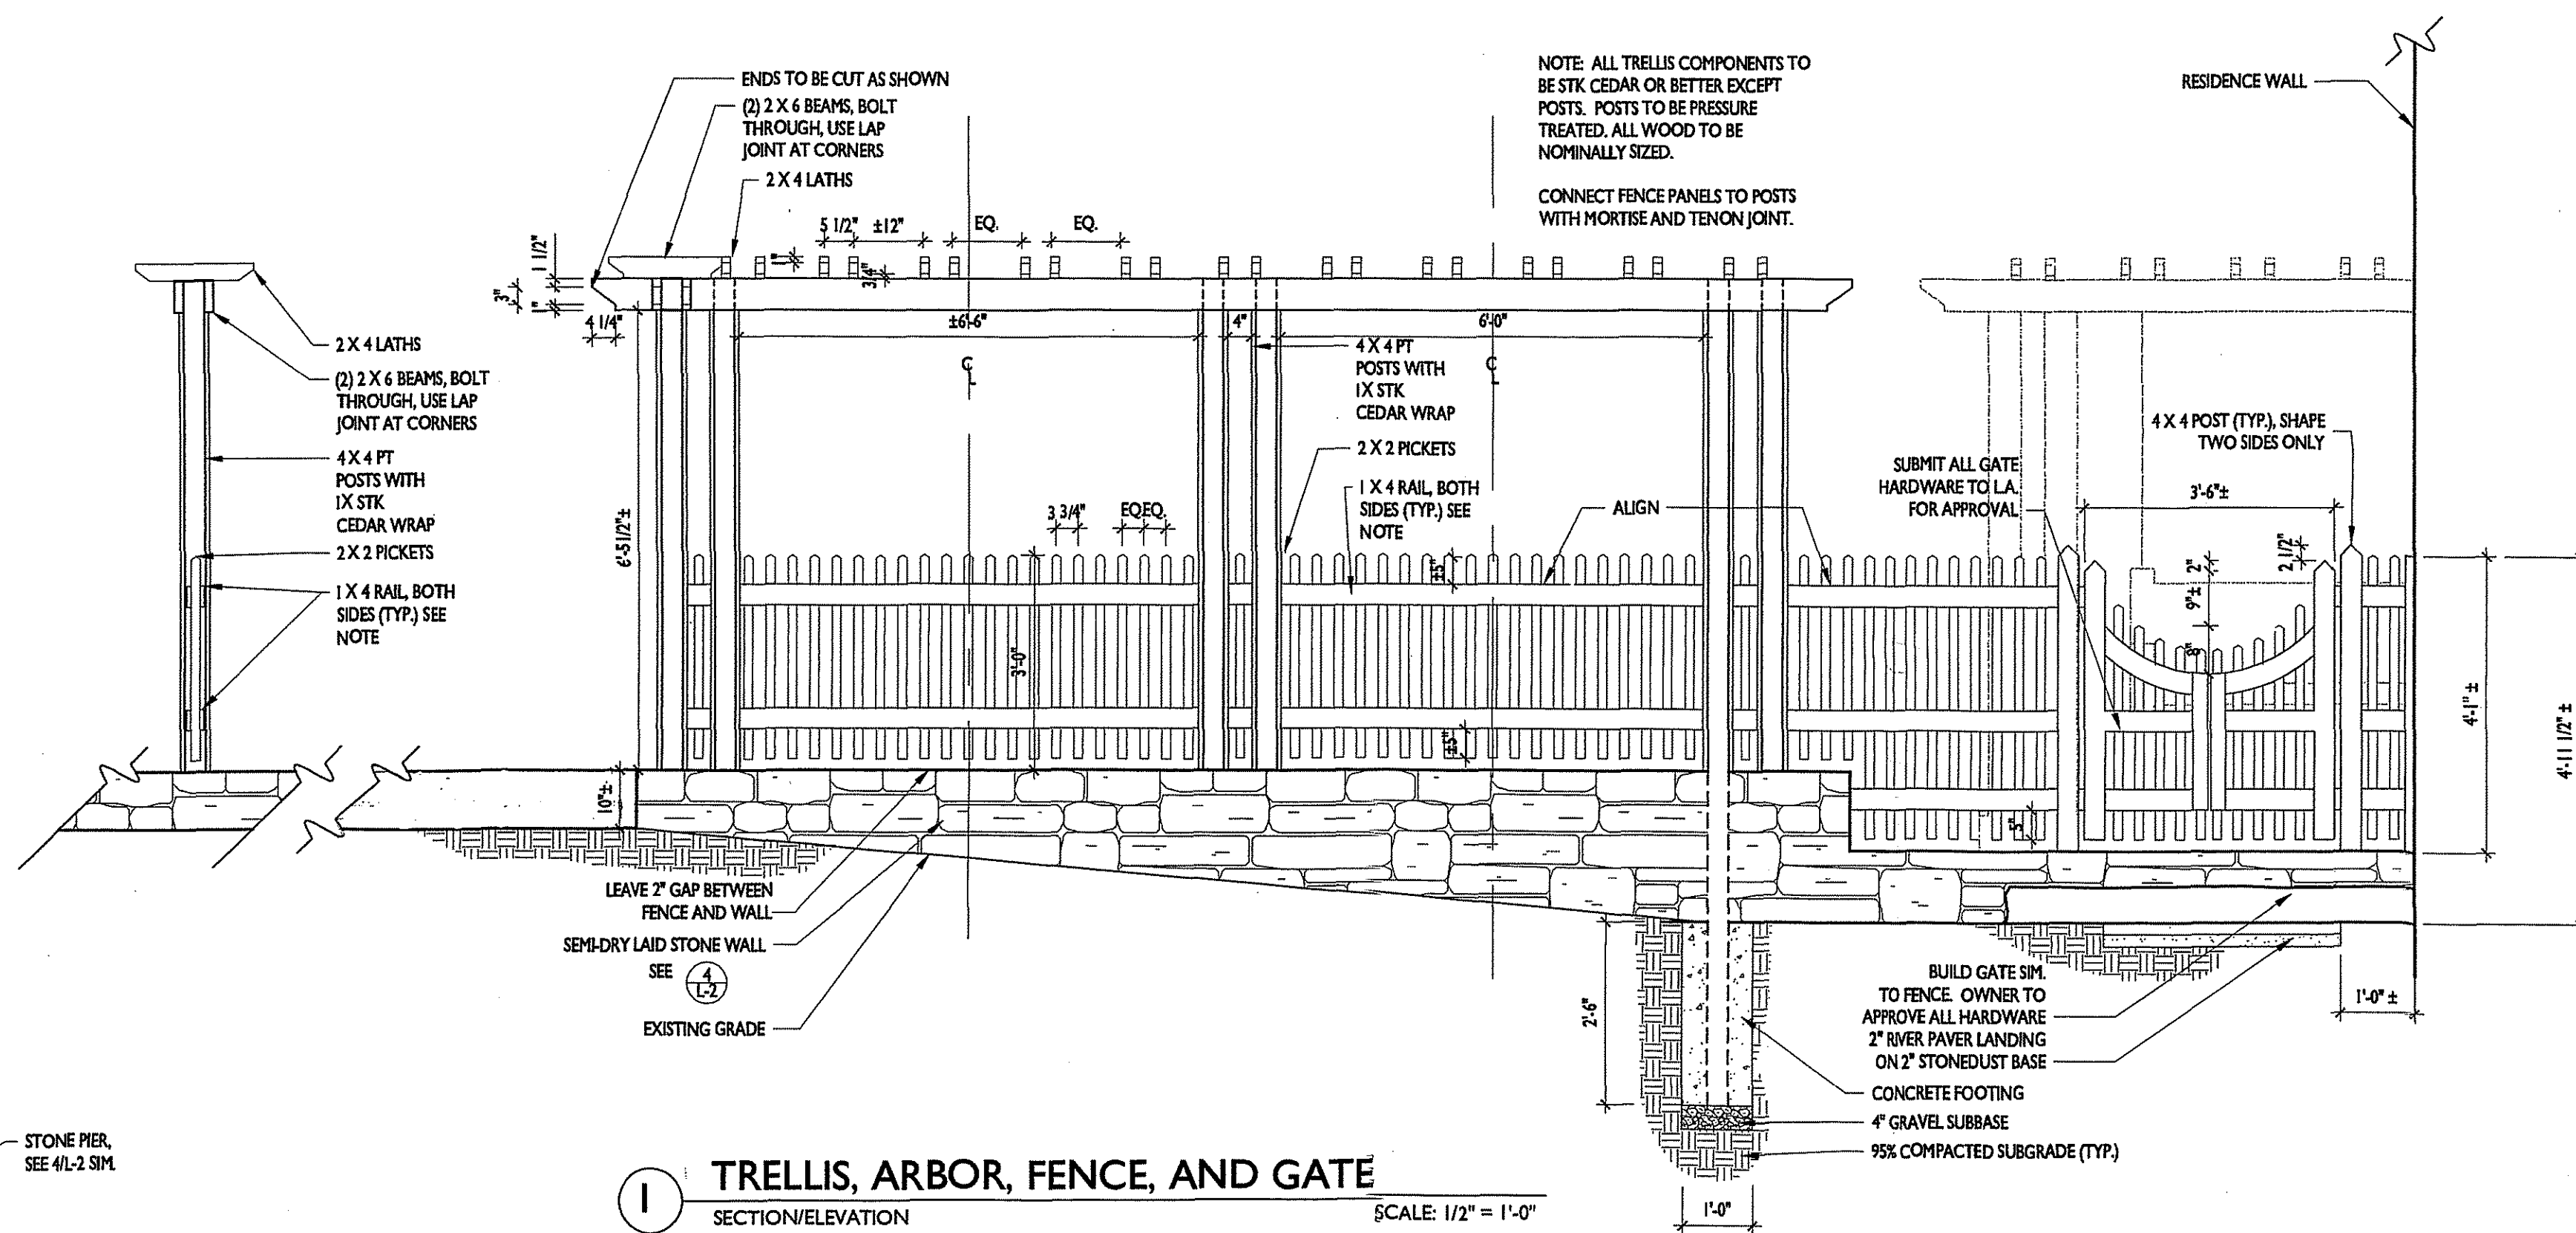 ENDS TO BE CUT AS SHOWN
(2) 2 X 6 BEAMS, BOLT
THROUGH, USE LAP
JOINT AT CORNERS
2 X 4 LATHS
NOTE: ALL TRELLIS COMPONENTS TO
BE STK CEDAR OR BETTER EXCEPT
POSTS. POSTS TO BE PRESSURE
TREATED. ALL WOOD TO BE
NOMINALLY SIZED.
CONNECT FENCE PANELS TO POSTS
WITH MORTISE AND TENON JOINT.
RESIDENCE WALL
5 1/2"
±12"
EQ.
EQ.
1 1/2"
3"
1"
1"
3/4"
4 1/4"
±6'-6"
4"
6'-0"
2 X 4 LATHS
(2) 2 X 6 BEAMS, BOLT
THROUGH, USE LAP
JOINT AT CORNERS
4 X 4 PT
POSTS WITH
1X STK
CEDAR WRAP
2 X 2 PICKETS
1 X 4 RAIL, BOTH
SIDES (TYP.) SEE
NOTE
CL
CL
4 X 4 PT
POSTS WITH
1X STK
CEDAR WRAP
2 X 2 PICKETS
1 X 4 RAIL, BOTH
SIDES (TYP.) SEE
NOTE
ALIGN
SUBMIT ALL GATE
HARDWARE TO L.A.
FOR APPROVAL
4 X 4 POST (TYP.), SHAPE
TWO SIDES ONLY
3'-6"±
6'-5 1/2"±
3 3/4"
EQ.EQ.
±5"
3'-0"
±5"
2"
2 1/2"
9"±
8"
5"
4'-1" ±
4'-11 1/2" ±
10"±
LEAVE 2" GAP BETWEEN
FENCE AND WALL
SEMI-DRY LAID STONE WALL
SEE
4
L-2
EXISTING GRADE
2'-6"
BUILD GATE SIM.
TO FENCE. OWNER TO
APPROVE ALL HARDWARE
2" RIVER PAVER LANDING
ON 2" STONEDUST BASE
1'-0" ±
CONCRETE FOOTING
4" GRAVEL SUBBASE
95% COMPACTED SUBGRADE (TYP.)
1'-0"
STONE PIER,
SEE 4/L-2 SIM.
1
TRELLIS, ARBOR, FENCE, AND GATE
SECTION/ELEVATION
SCALE: 1/2" = 1'-0"